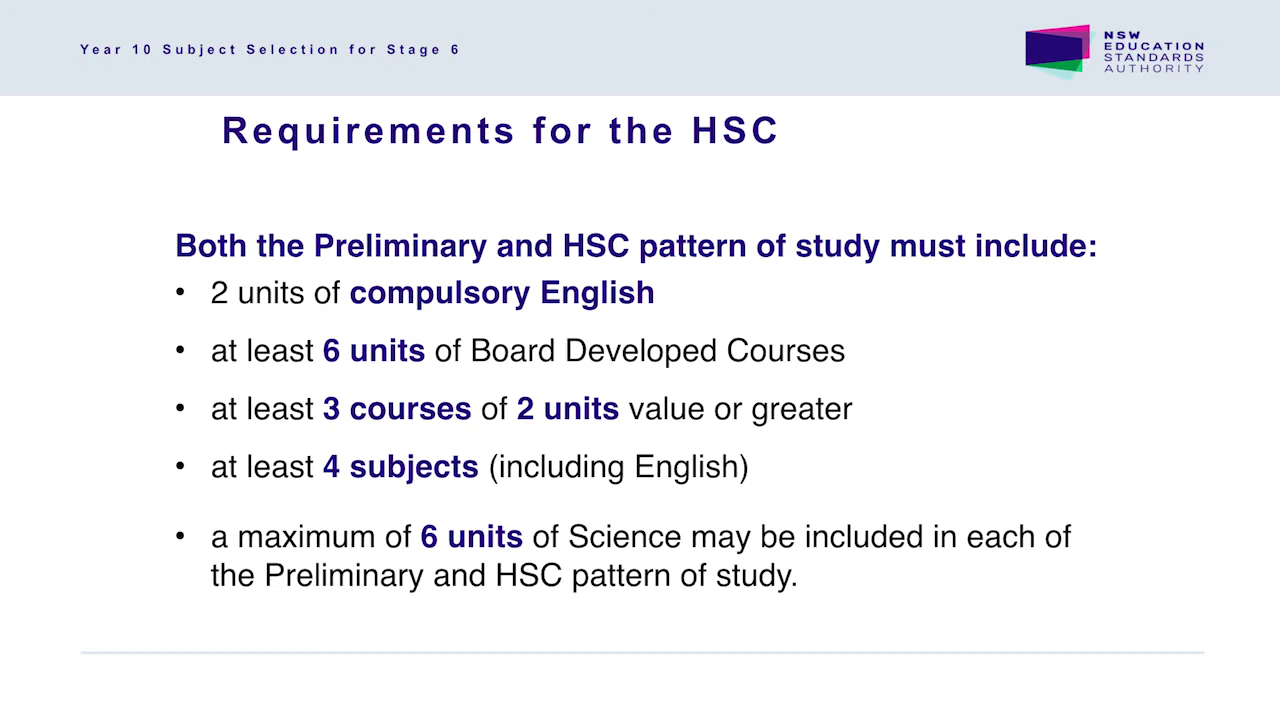 Year 10 Subject Selection for Stage 6
NSW
EDUCATION
STANDARDS
AUTHORITY
Requirements for the HSC
Both the Preliminary and HSC pattern of study must include:
• 2 units of compulsory English
• at least 6 units of Board Developed Courses
• at least 3 courses of 2 units value or greater
• at least 4 subjects (including English)
• a maximum of 6 units of Science may be included in each of
the Preliminary and HSC pattern of study.